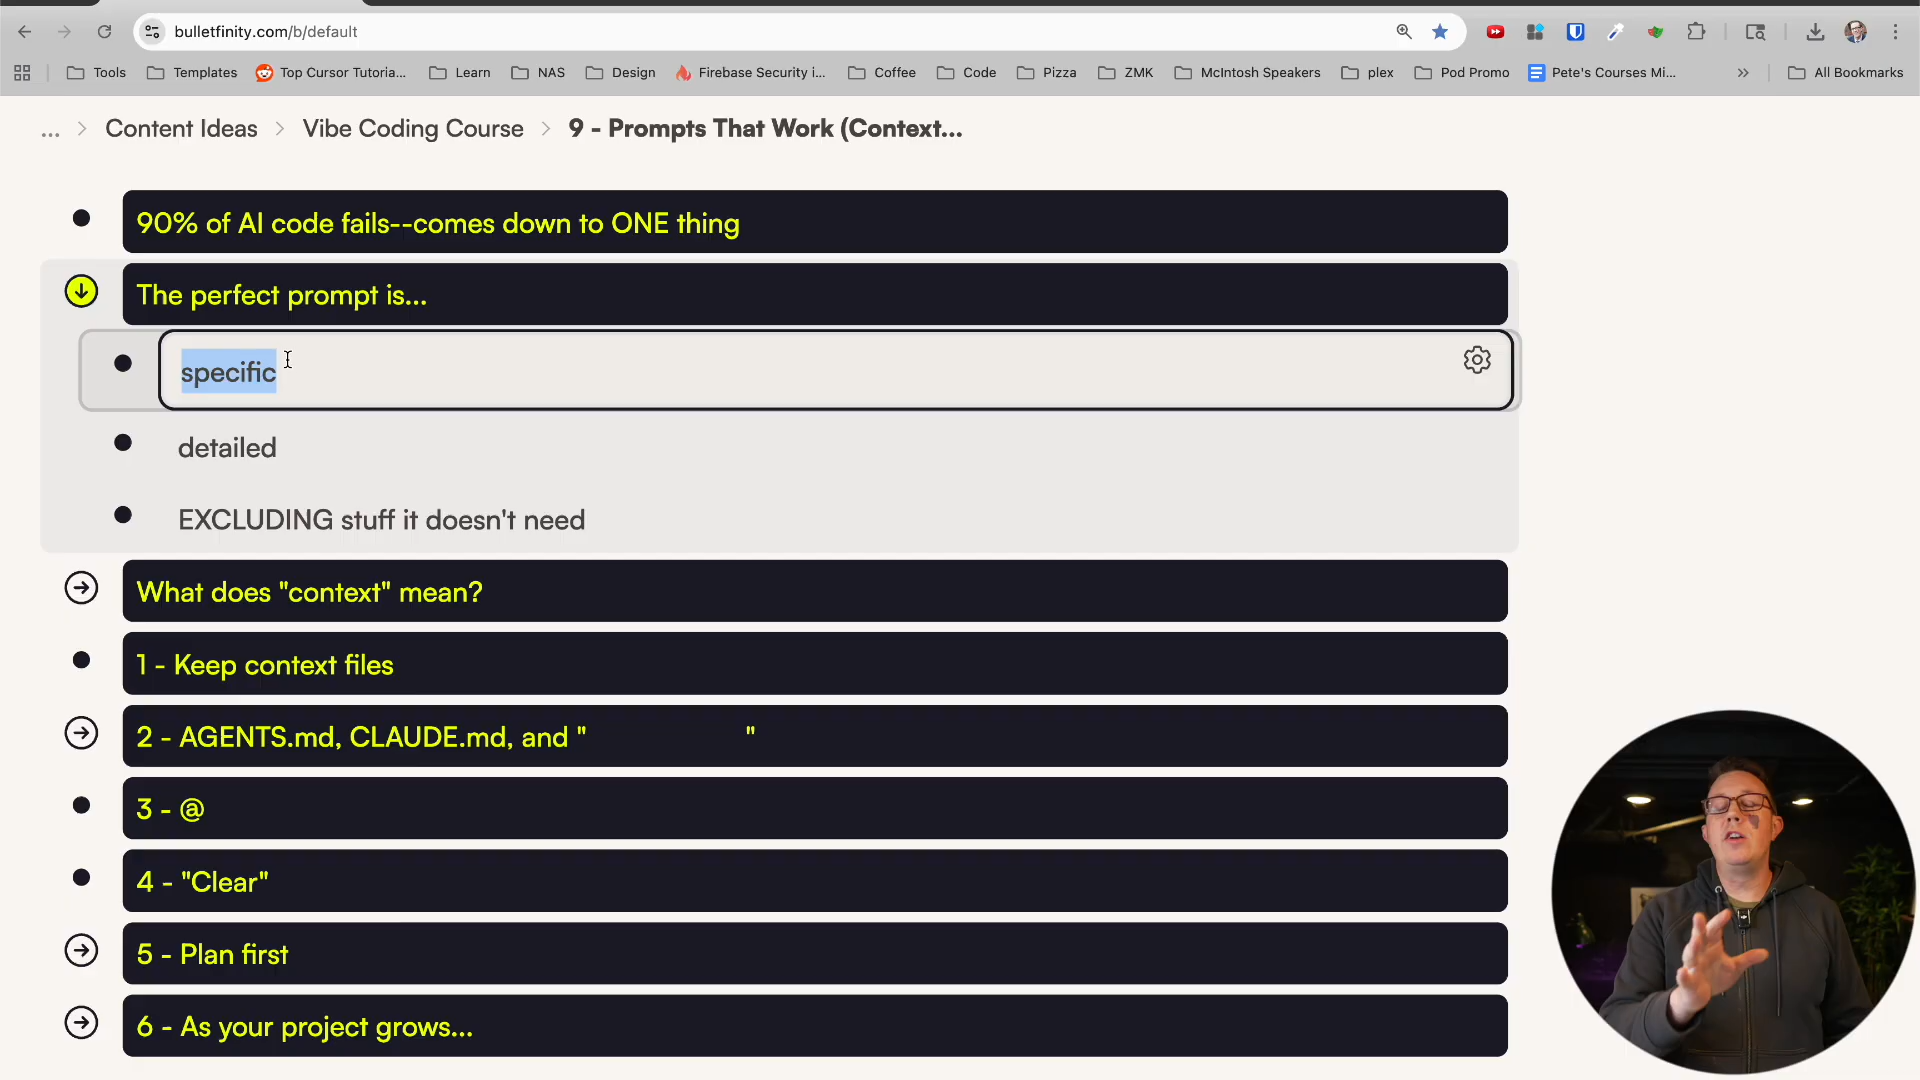 bulletfinity.com/b/default
Tools
Templates
Top Cursor Tutoria...
Learn
NAS
Design
Firebase Security i...
Coffee
Code
Pizza
ZMK
McIntosh Speakers
plex
Pod Promo
Pete's Courses Mi...
All Bookmarks
... > Content Ideas > Vibe Coding Course > 9 - Prompts That Work (Context...
90% of AI code fails--comes down to ONE thing
The perfect prompt is...
specific
detailed
EXCLUDING stuff it doesn't need
What does "context" mean?
1 - Keep context files
2 - AGENTS.md, CLAUDE.md, and " "
3 - @
4 - "Clear"
5 - Plan first
6 - As your project grows...